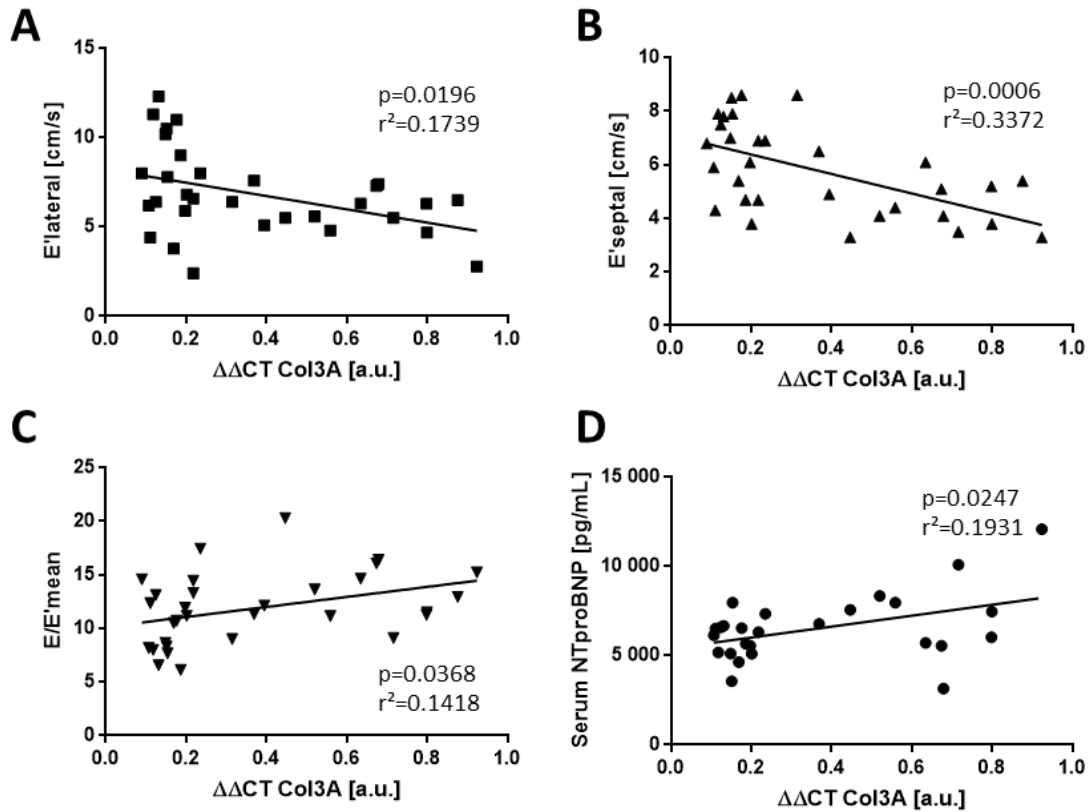 A
E'lateral [cm/s]
15
10
5
0
p=0.0196
r²=0.1739
0.0 0.2 0.4 0.6 0.8 1.0
ΔΔCT Col3A [a.u.]
B
E'septal [cm/s]
10
8
6
4
2
0
p=0.0006
r²=0.3372
0.0 0.2 0.4 0.6 0.8 1.0
ΔΔCT Col3A [a.u.]
C
E/E'mean
25
20
15
10
5
0
p=0.0368
r²=0.1418
0.0 0.2 0.4 0.6 0.8 1.0
ΔΔCT Col3A [a.u.]
D
Serum NTproBNP [pg/mL]
15 000
10 000
5 000
0
p=0.0247
r²=0.1931
0.0 0.2 0.4 0.6 0.8 1.0
ΔΔCT Col3A [a.u.]